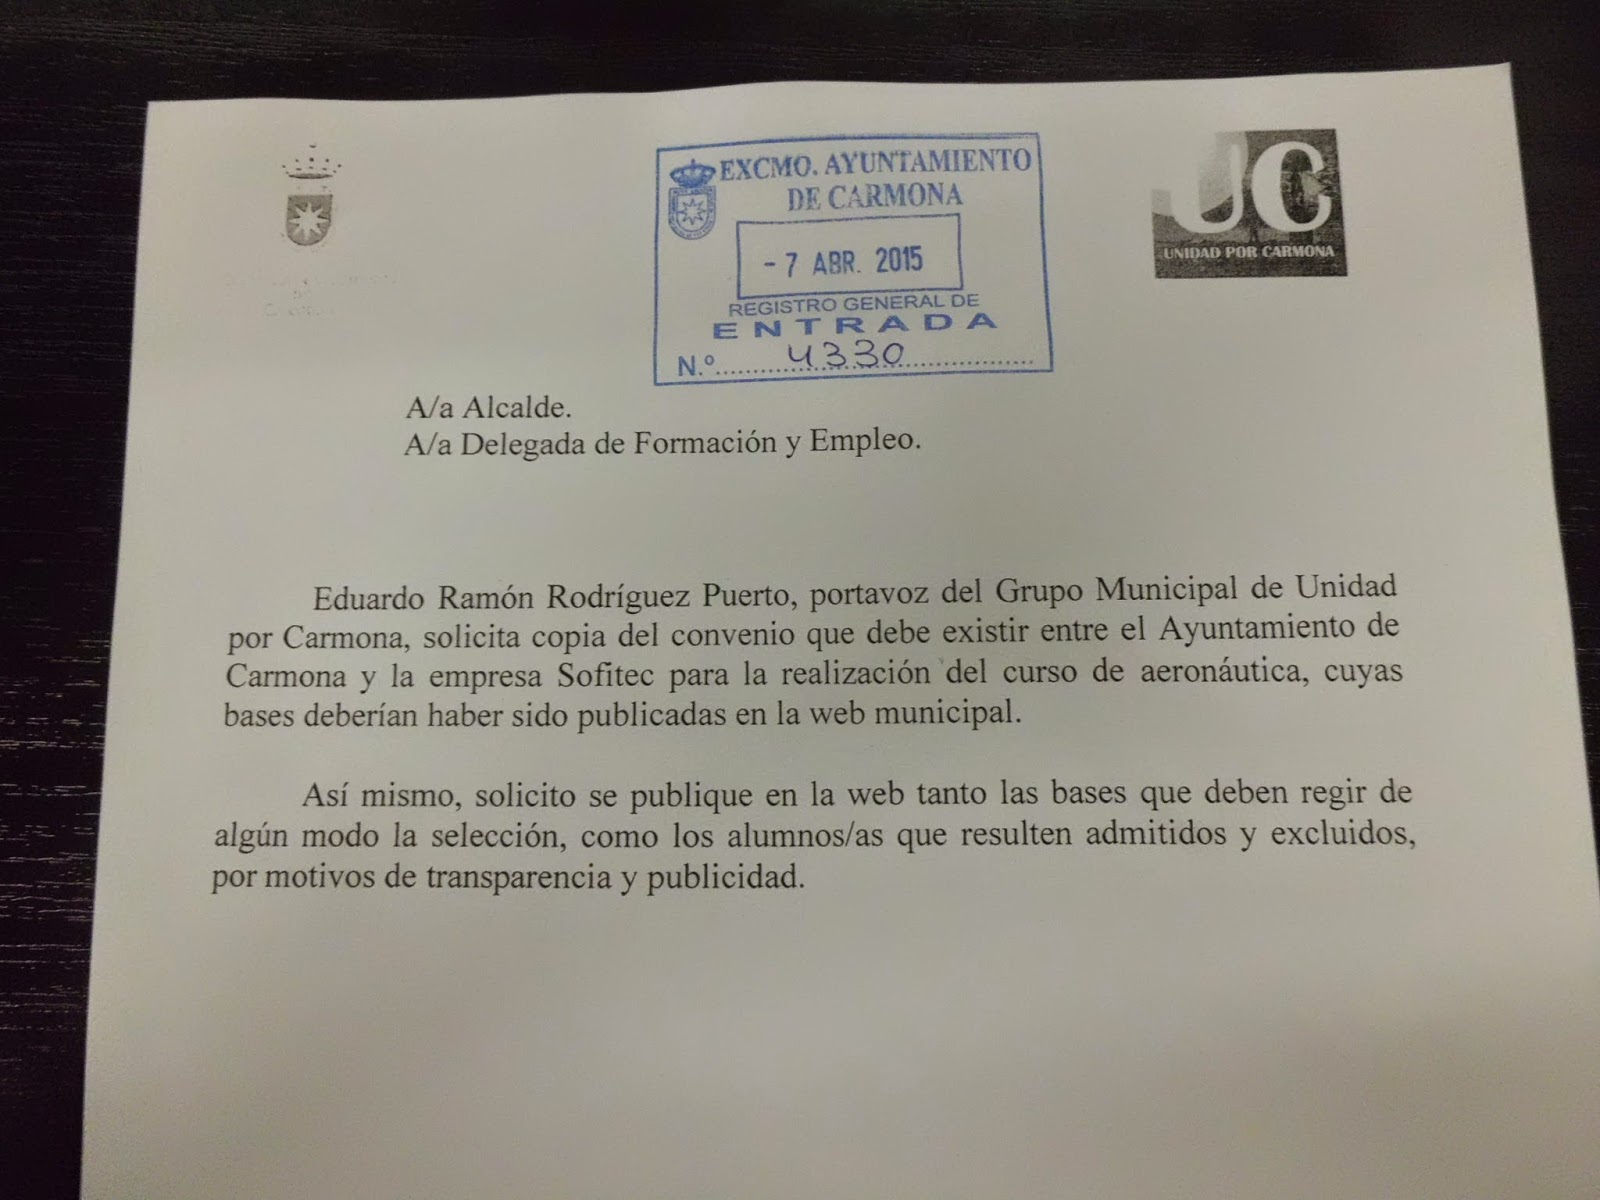 EXCMO. AYUNTAMIENTO
DE CARMONA
- 7 ABR. 2015
REGISTRO GENERAL DE
ENTRADA
N.º 4330
UC
UNIDAD POR CARMONA
A/a Alcalde.
A/a Delegada de Formación y Empleo.
Eduardo Ramón Rodríguez Puerto, portavoz del Grupo Municipal de Unidad
por Carmona, solicita copia del convenio que debe existir entre el Ayuntamiento de
Carmona y la empresa Sofitec para la realización del curso de aeronáutica, cuyas
bases deberían haber sido publicadas en la web municipal.
Así mismo, solicito se publique en la web tanto las bases que deben regir de
algún modo la selección, como los alumnos/as que resulten admitidos y excluidos,
por motivos de transparencia y publicidad.